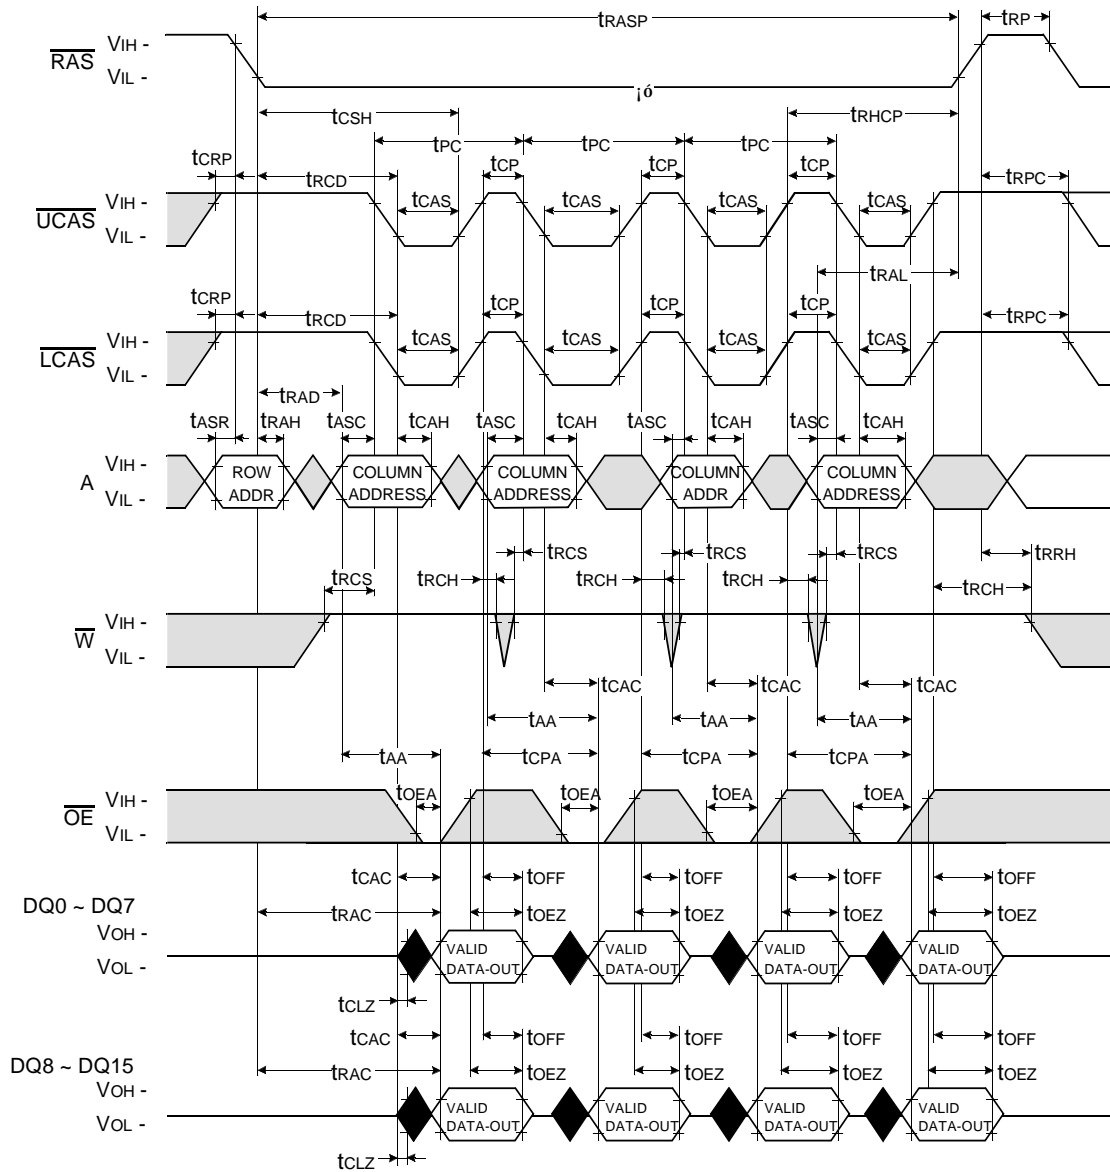 tRASP tRP
RAS VIH -
VIL -
¡ó
tCSH tRHCP
tPC tPC tPC
tCRP tCP tCP tCP
tRCD tRPC
UCAS VIH -
VIL -
tCAS tCAS tCAS tCAS
tRAL
tCRP tCP tCP tCP
tRCD tRPC
LCAS VIH -
VIL -
tCAS tCAS tCAS tCAS
tRAD
tASR tRAH tASC tCAH tASC tCAH tASC tCAH tASC tCAH
A VIH -
VIL -
ROW ADDR
COLUMN ADDRESS
COLUMN ADDRESS
COLUMN ADDR
COLUMN ADDRESS
tRCS tRCS tRCS tRRH
tRCS tRCH tRCH tRCH tRCH
W VIH -
VIL -
tCAC tCAC tCAC
tAA tAA tAA
tAA tCPA tCPA tCPA
OE VIH -
VIL -
tOEA tOEA tOEA tOEA
tCAC tOFF tOFF tOFF tOFF
DQ0 ~ DQ7
tRAC tOEZ tOEZ tOEZ tOEZ
VOH -
VOL -
VALID DATA-OUT
VALID DATA-OUT
VALID DATA-OUT
VALID DATA-OUT
tCLZ
tCAC tOFF tOFF tOFF tOFF
DQ8 ~ DQ15
tRAC tOEZ tOEZ tOEZ tOEZ
VOH -
VOL -
VALID DATA-OUT
VALID DATA-OUT
VALID DATA-OUT
VALID DATA-OUT
tCLZ